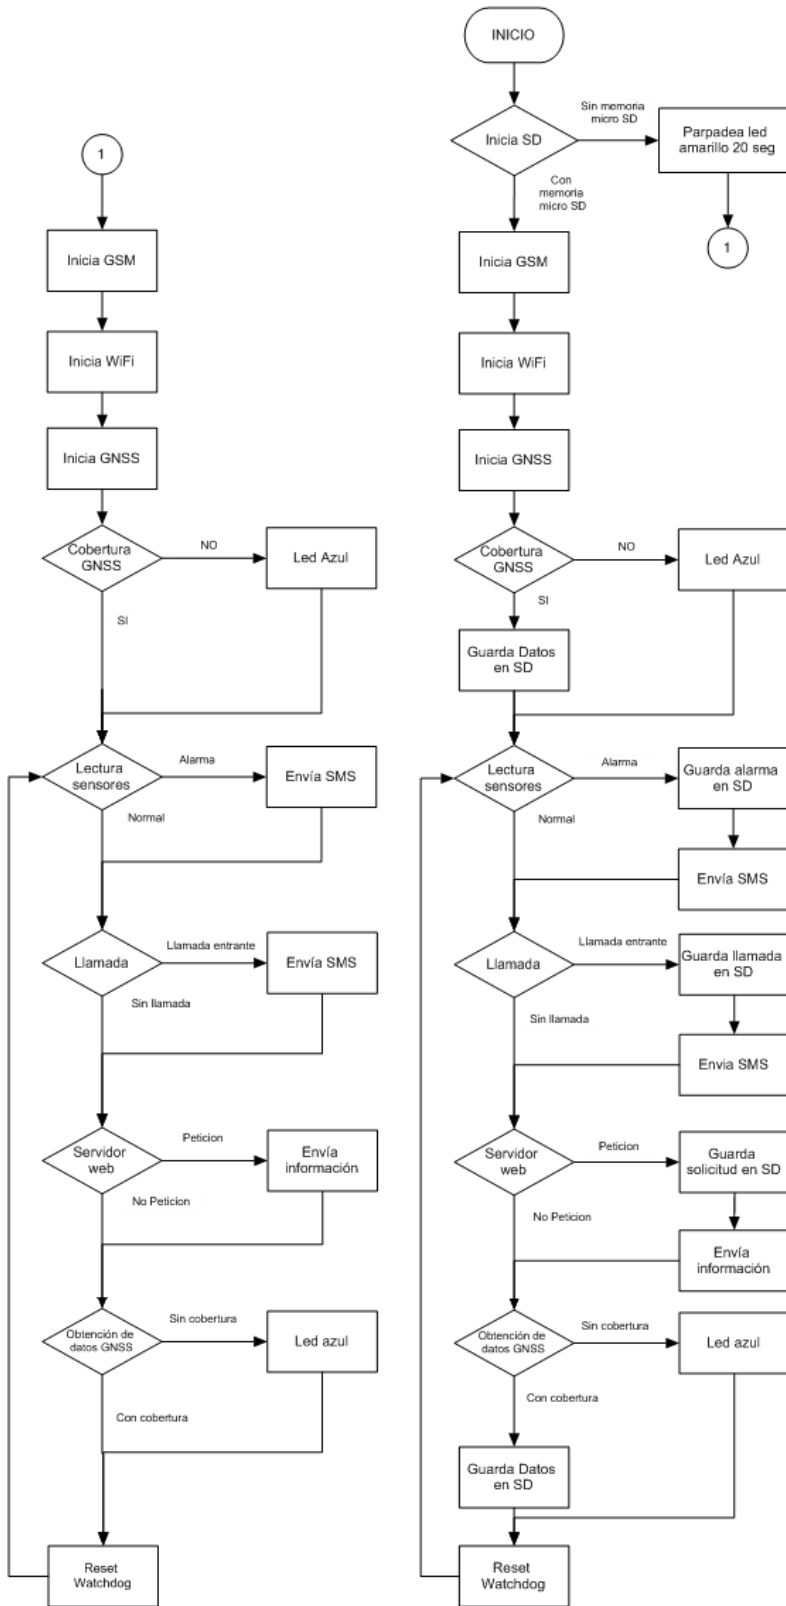 INICIO
Inicia SD
Sin memoria
micro SD
Parpadea led
amarillo 20 seg
1
Con
memoria
micro SD
Inicia GSM
Inicia WiFi
Inicia GNSS
Cobertura
GNSS
NO
Led Azul
SI
Guarda Datos
en SD
Lectura
sensores
Alarma
Guarda alarma
en SD
Normal
Envía SMS
Llamada
Llamada entrante
Guarda llamada
en SD
Sin llamada
Envia SMS
Servidor
web
Peticion
Guarda
solicitud en SD
No Peticion
Envía
información
Obtención de
datos GNSS
Sin cobertura
Led azul
Con cobertura
Guarda Datos
en SD
Reset
Watchdog
1
Inicia GSM
Inicia WiFi
Inicia GNSS
Cobertura
GNSS
NO
Led Azul
SI
Lectura
sensores
Alarma
Envía SMS
Normal
Llamada
Llamada entrante
Envía SMS
Sin llamada
Servidor
web
Peticion
Envía
información
No Peticion
Obtención de
datos GNSS
Sin cobertura
Led azul
Con cobertura
Reset
Watchdog